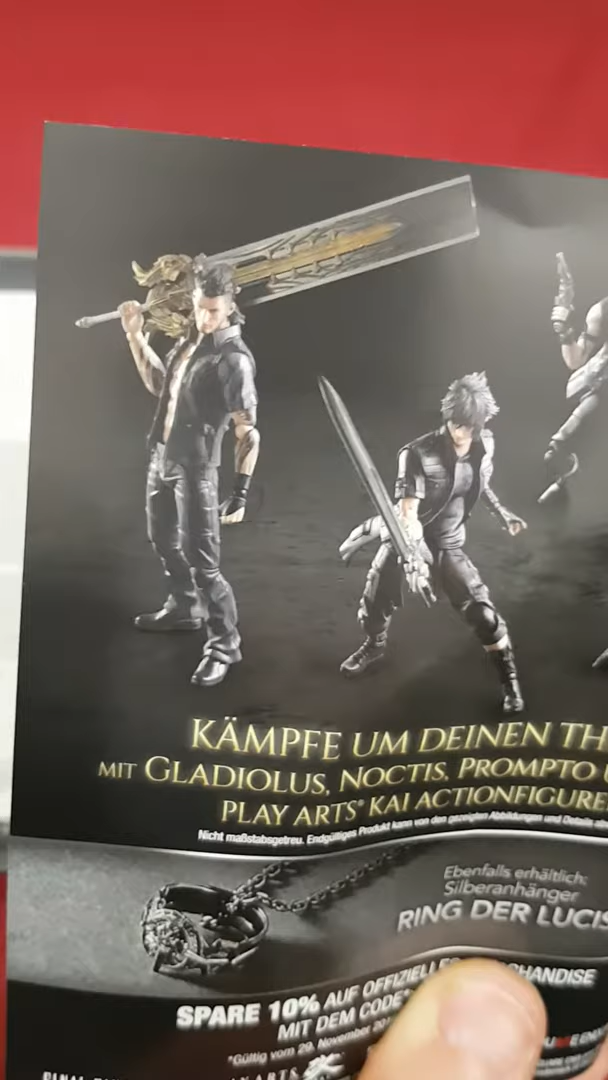 KÄMPFE UM DEINEN TH
MIT GLADIOLUS, NOCTIS, PROMPTO
PLAY ARTS® KAI ACTIONFIGURE
Nicht maßstabsgetreu. Endgültiges Produkt kann von den gezeigten Abbildungen und Details
Ebenfalls erhältlich:
Silberanhänger
RING DER LUCIS
SPARE 10% AUF OFFIZIELLE
MIT DEM CODE*
*Gültig vom 29. November